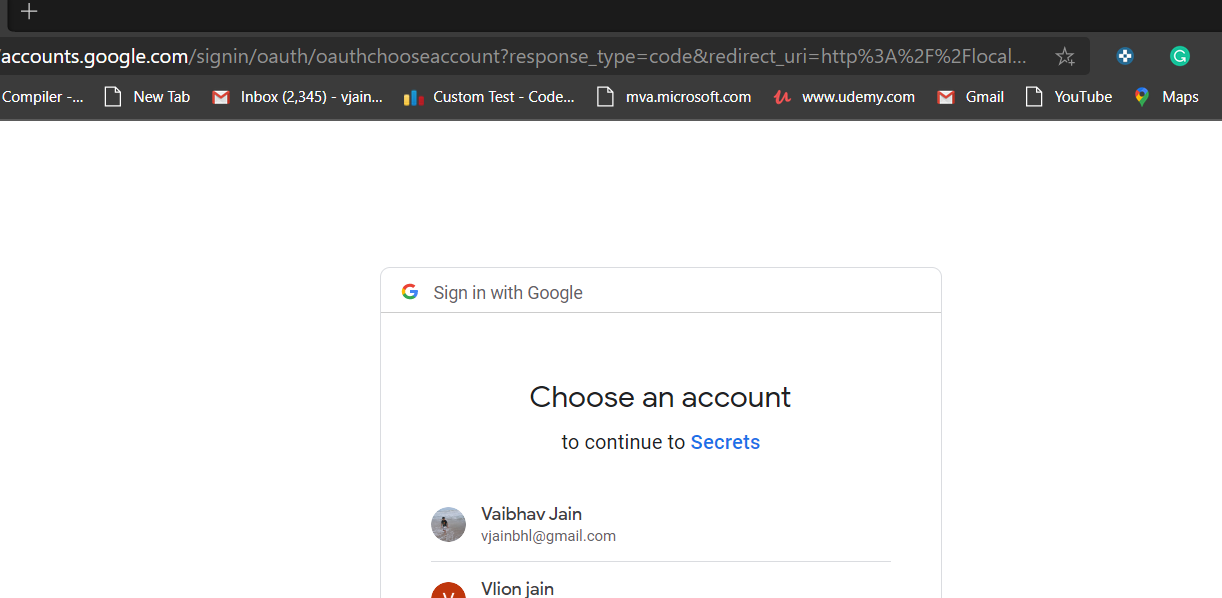 accounts.google.com/signin/oauth/oauthchooseaccount?response_type=code&redirect_uri=http%3A%2F%2Flocal...
Compiler -... New Tab Inbox (2,345) - vjain... Custom Test - Code... mva.microsoft.com www.udemy.com Gmail YouTube Maps
Sign in with Google
Choose an account
to continue to Secrets
Vaibhav Jain
vjainbhl@gmail.com
Vlion jain